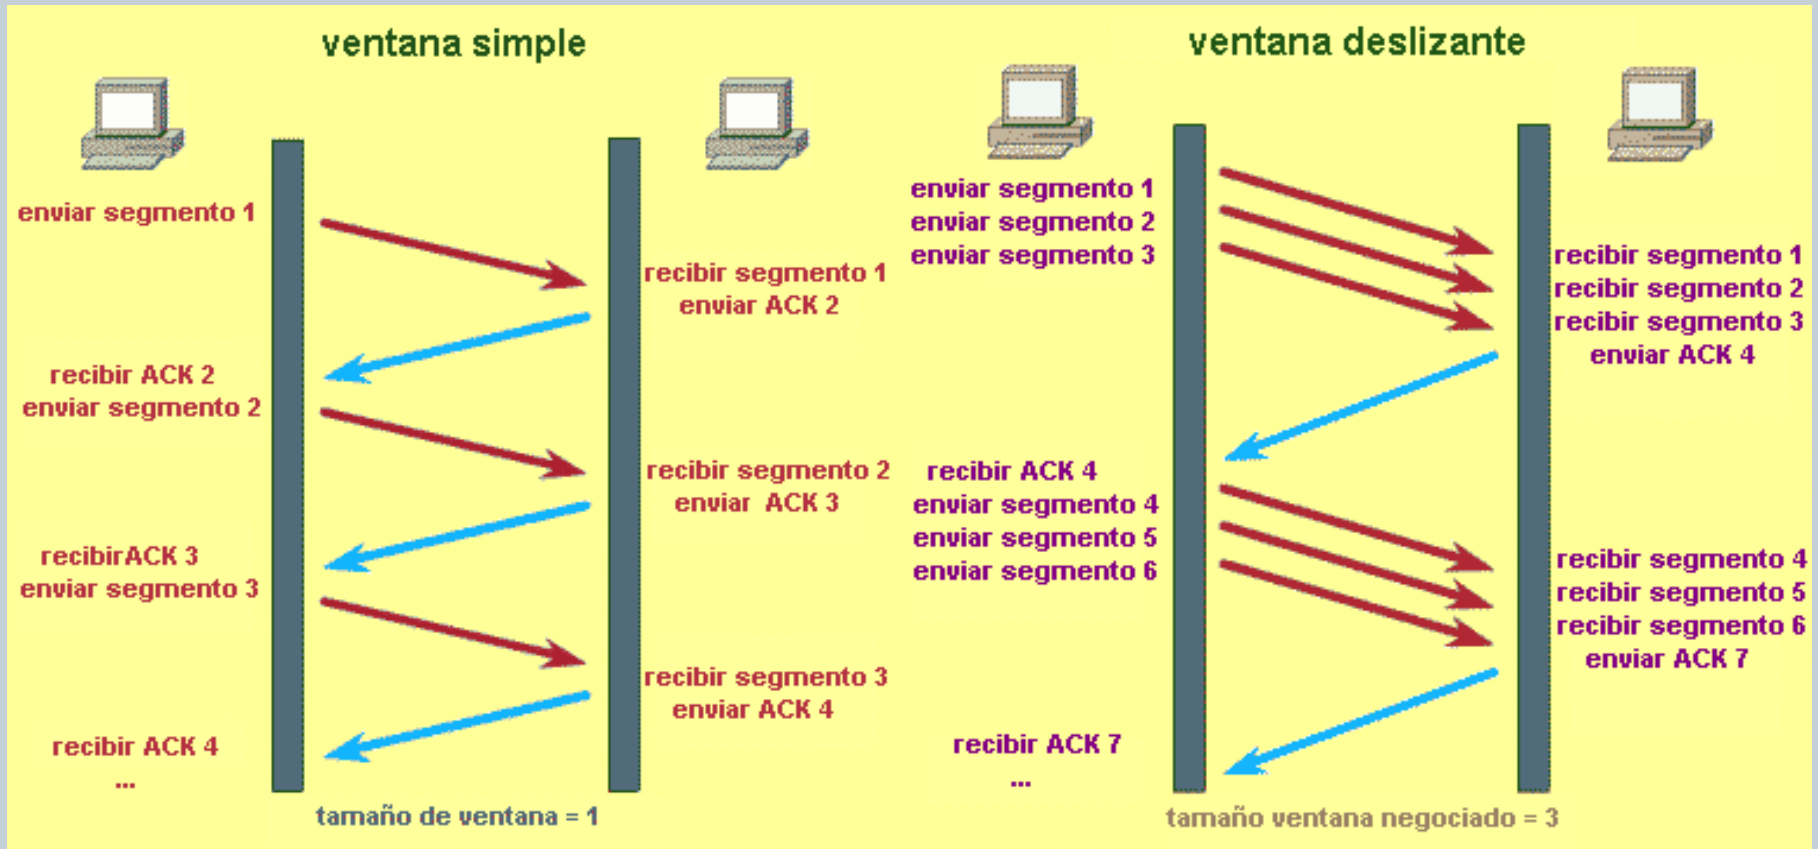 ventana simple
enviar segmento 1
recibir segmento 1
enviar ACK 2
recibir ACK 2
enviar segmento 2
recibir segmento 2
enviar ACK 3
recibirACK 3
enviar segmento 3
recibir segmento 3
enviar ACK 4
recibir ACK 4
...
tamaño de ventana = 1
ventana deslizante
enviar segmento 1
enviar segmento 2
enviar segmento 3
recibir segmento 1
recibir segmento 2
recibir segmento 3
enviar ACK 4
recibir ACK 4
enviar segmento 4
enviar segmento 5
enviar segmento 6
recibir segmento 4
recibir segmento 5
recibir segmento 6
enviar ACK 7
recibir ACK 7
...
tamaño ventana negociado = 3